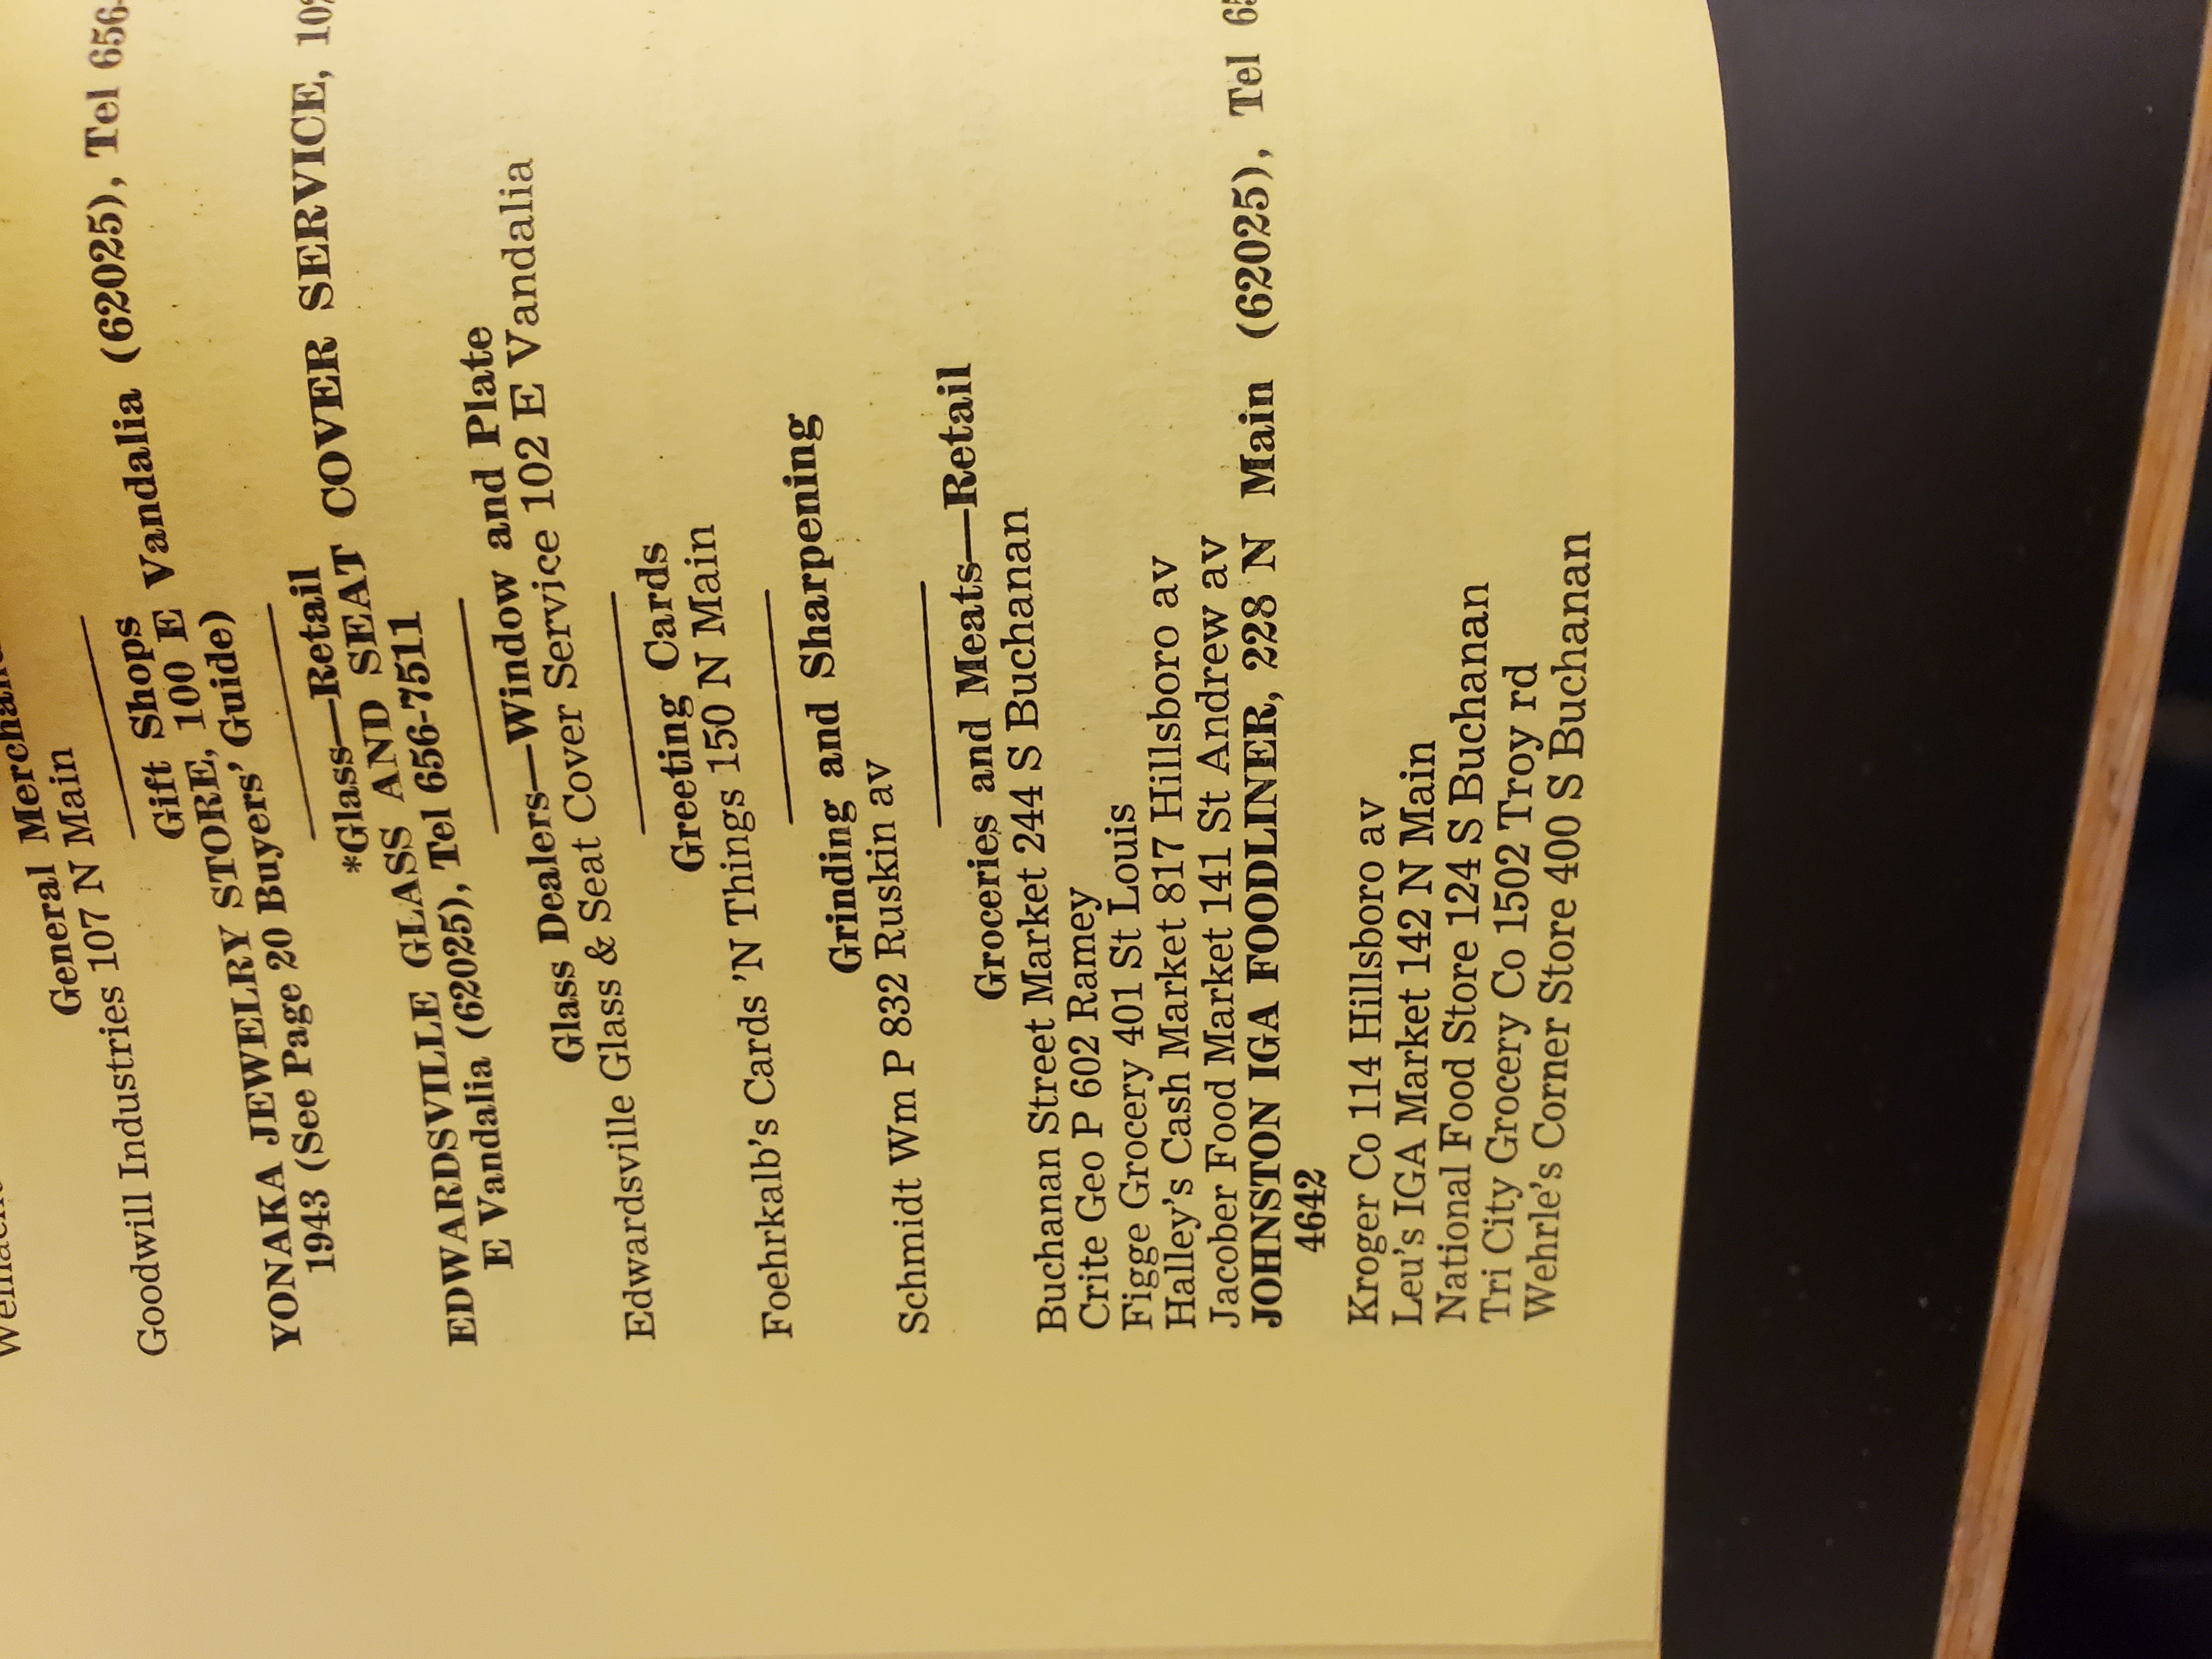 General
Goodwill Industries 107 N Main
Gift Shops
YONAKA JEWELRY STORE, 100 E Vandalia (62025), Tel 656-
1943 (See Page 20 Buyers' Guide)
*Glass—Retail
EDWARDSVILLE GLASS AND SEAT COVER SERVICE,
E Vandalia (62025), Tel 656-7511
Glass Dealers—Window and Plate
Edwardsville Glass & Seat Cover Service 102 E Vandalia
Greeting Cards
Foehrkalb's Cards 'N Things 150 N Main
Grinding and Sharpening
Schmidt Wm P 832 Ruskin av
Groceries and Meats—Retail
Buchanan Street Market 244 S Buchanan
Crite Geo P 602 Ramey
Figge Grocery 401 St Louis
Halley's Cash Market 817 Hillsboro av
Jacober Food Market 141 St Andrew av
JOHNSTON IGA FOODLINER, 228 N Main (62025), Tel
4642
Kroger Co 114 Hillsboro av
Leu's IGA Market 142 N Main
National Food Store 124 S Buchanan
Tri City Grocery Co 1502 Troy rd
Wehrle's Corner Store 400 S Buchanan